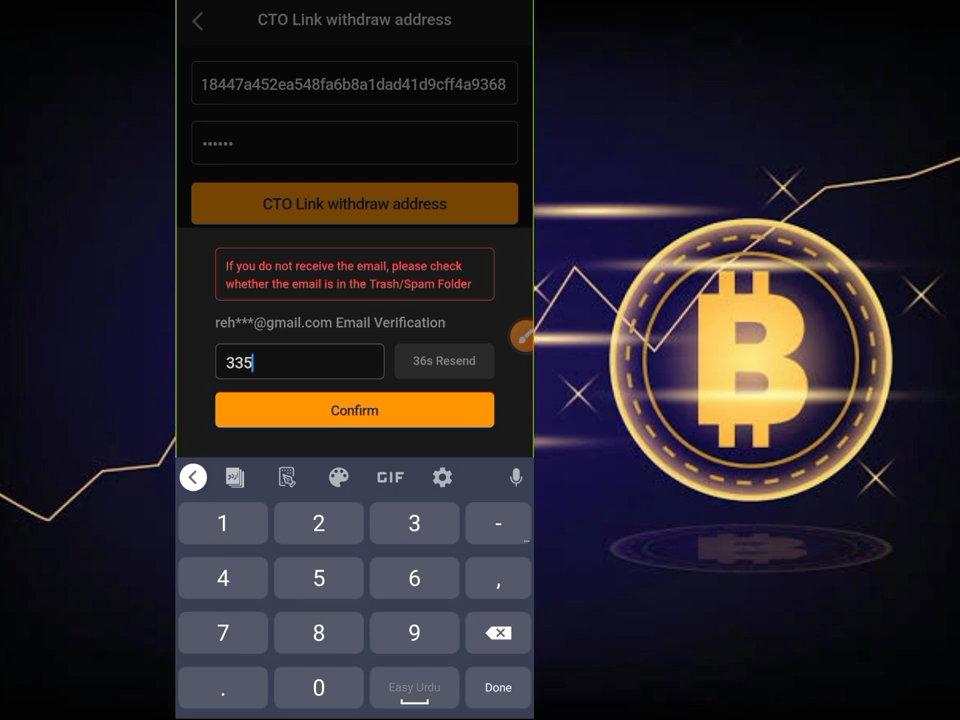 CTO Link withdraw address
18447a452ea548fa6b8a1dad41d9cff4a9368
••••••
CTO Link withdraw address
If you do not receive the email, please check
whether the email is in the Trash/Spam Folder
reh***@gmail.com Email Verification
335
36s Resend
Confirm
GIF
1 2 3 -
4 5 6 ,
7 8 9
. 0 Easy Urdu Done